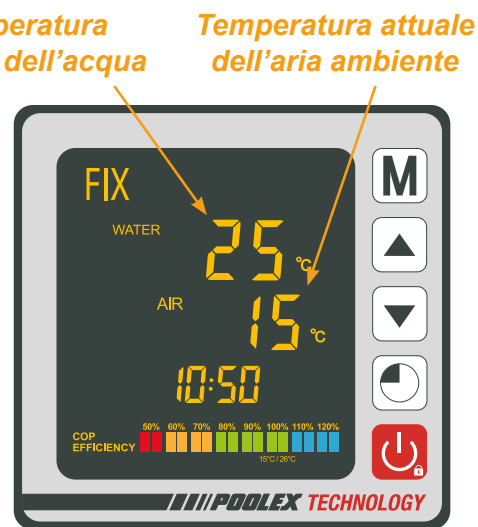 Temperatura attuale
dell'acqua dell'aria ambiente
FIX
M
WATER 25 °C
AIR 15 °C
10:50
50% 60% 70% 80% 90% 100% 110% 120%
COP
EFFICIENCY
15°C / 26°C
POOLEX TECHNOLOGY